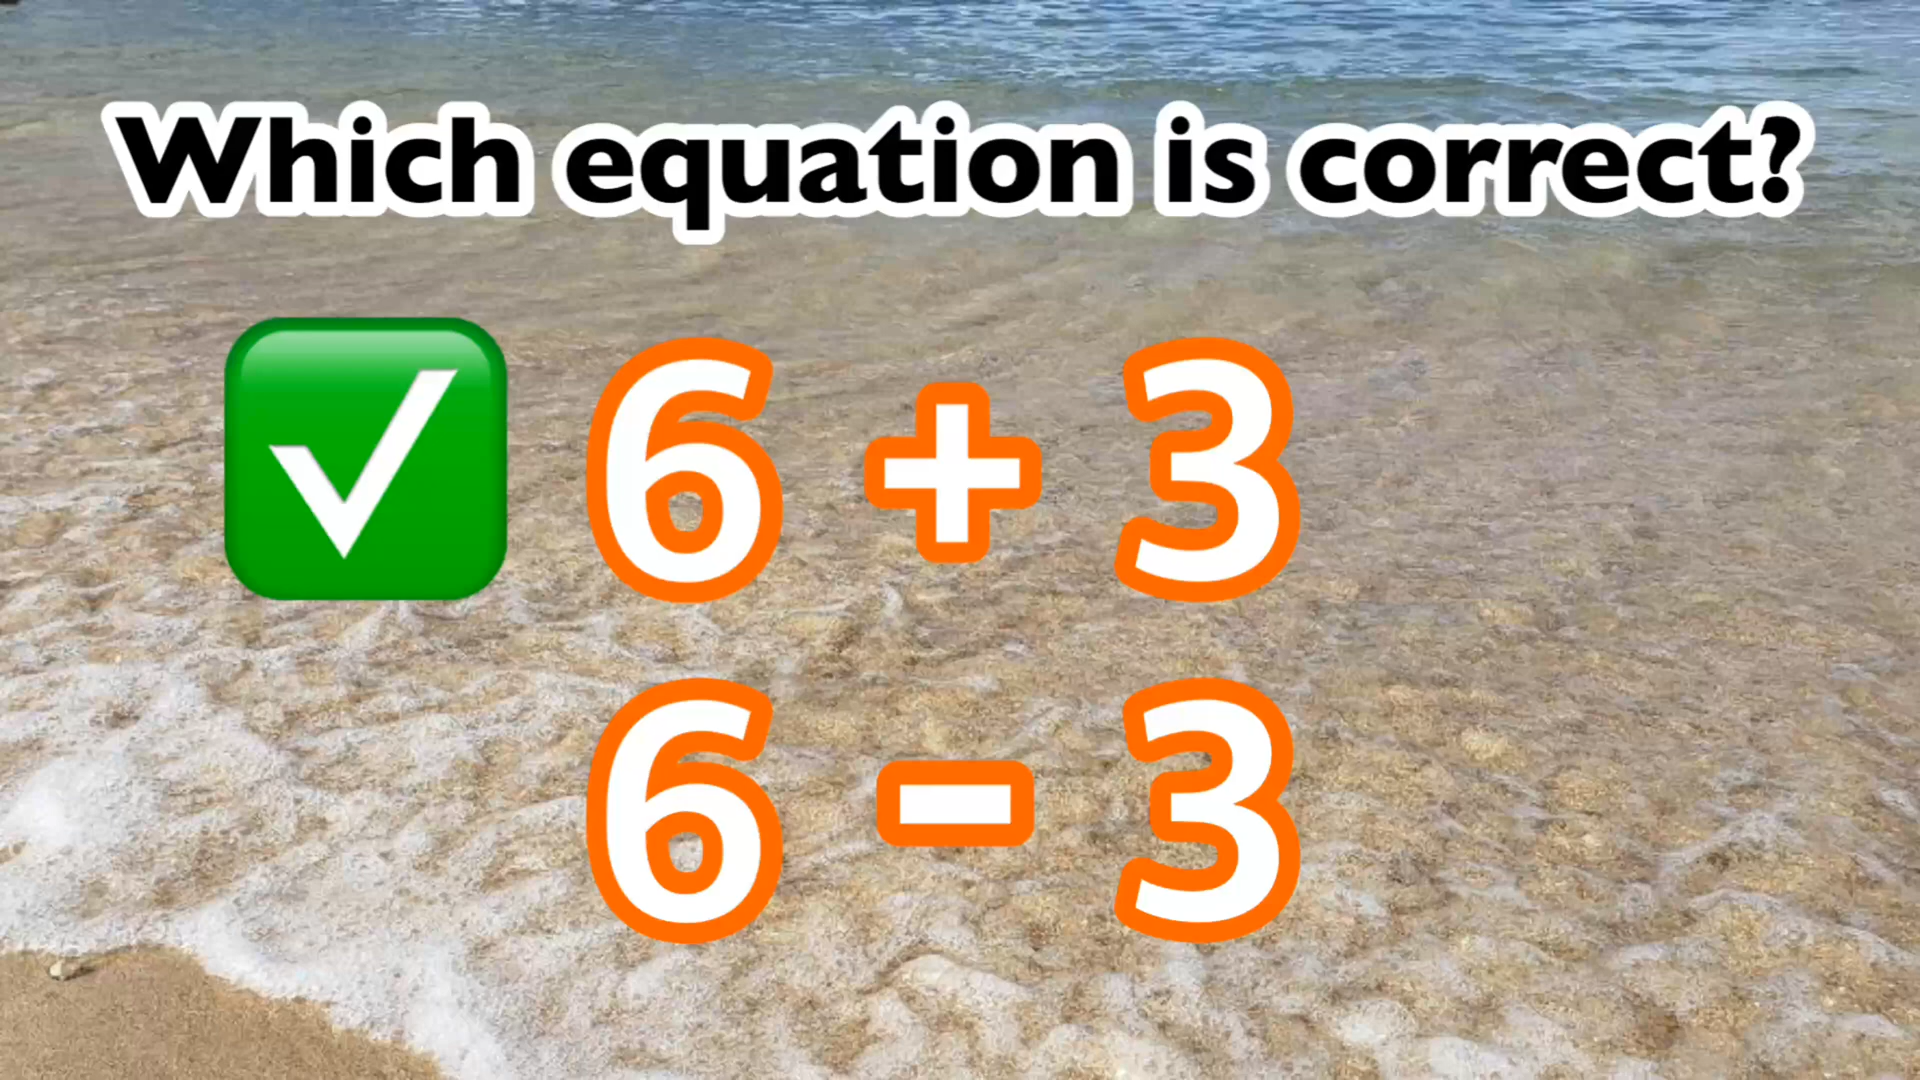 Which equation is correct?
✅ 6 + 3
6 - 3